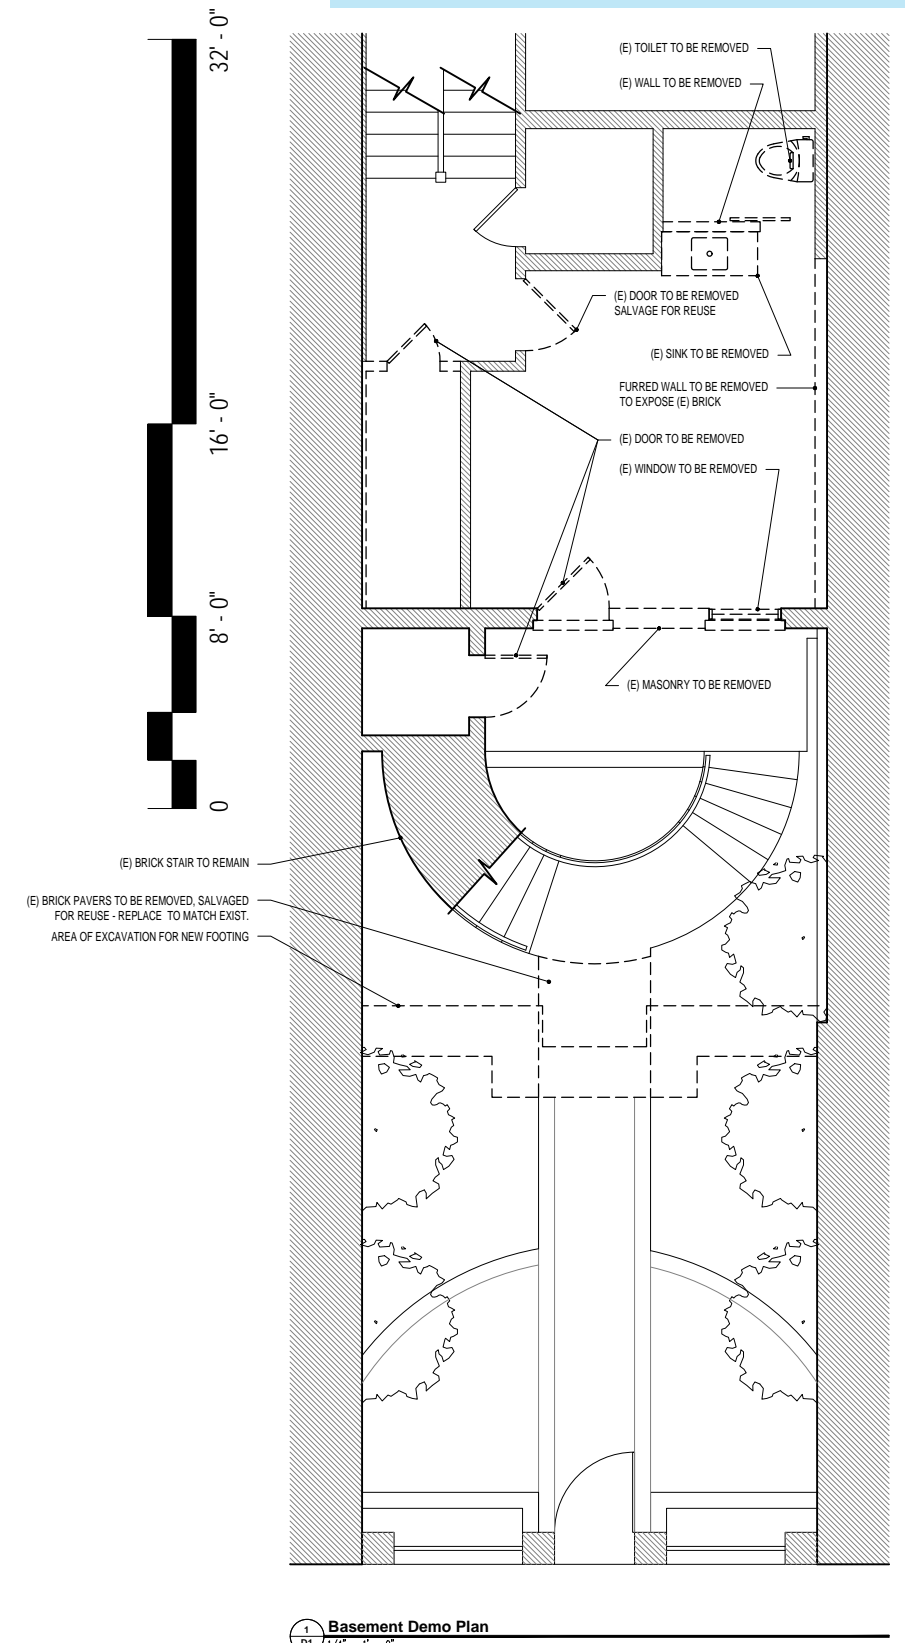 32' - 0"
16' - 0"
8' - 0"
0
(E) TOILET TO BE REMOVED
(E) WALL TO BE REMOVED
(E) DOOR TO BE REMOVED
SALVAGE FOR REUSE
(E) SINK TO BE REMOVED
FURRED WALL TO BE REMOVED
TO EXPOSE (E) BRICK
(E) DOOR TO BE REMOVED
(E) WINDOW TO BE REMOVED
(E) MASONRY TO BE REMOVED
(E) BRICK STAIR TO REMAIN
(E) BRICK PAVERS TO BE REMOVED, SALVAGED
FOR REUSE - REPLACE TO MATCH EXIST.
AREA OF EXCAVATION FOR NEW FOOTING
1 Basement Demo Plan